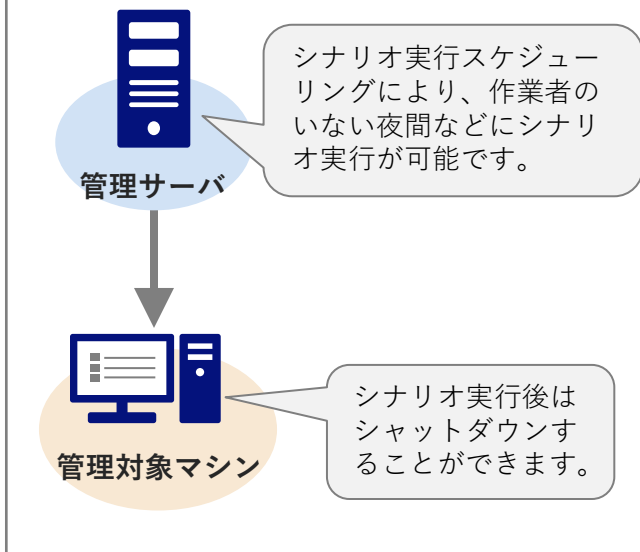 シナリオ実行スケジュー
リングにより、作業者の
いない夜間などにシナリ
オ実行が可能です。
管理サーバ
シナリオ実行後は
シャットダウンす
ることができます。
管理対象マシン